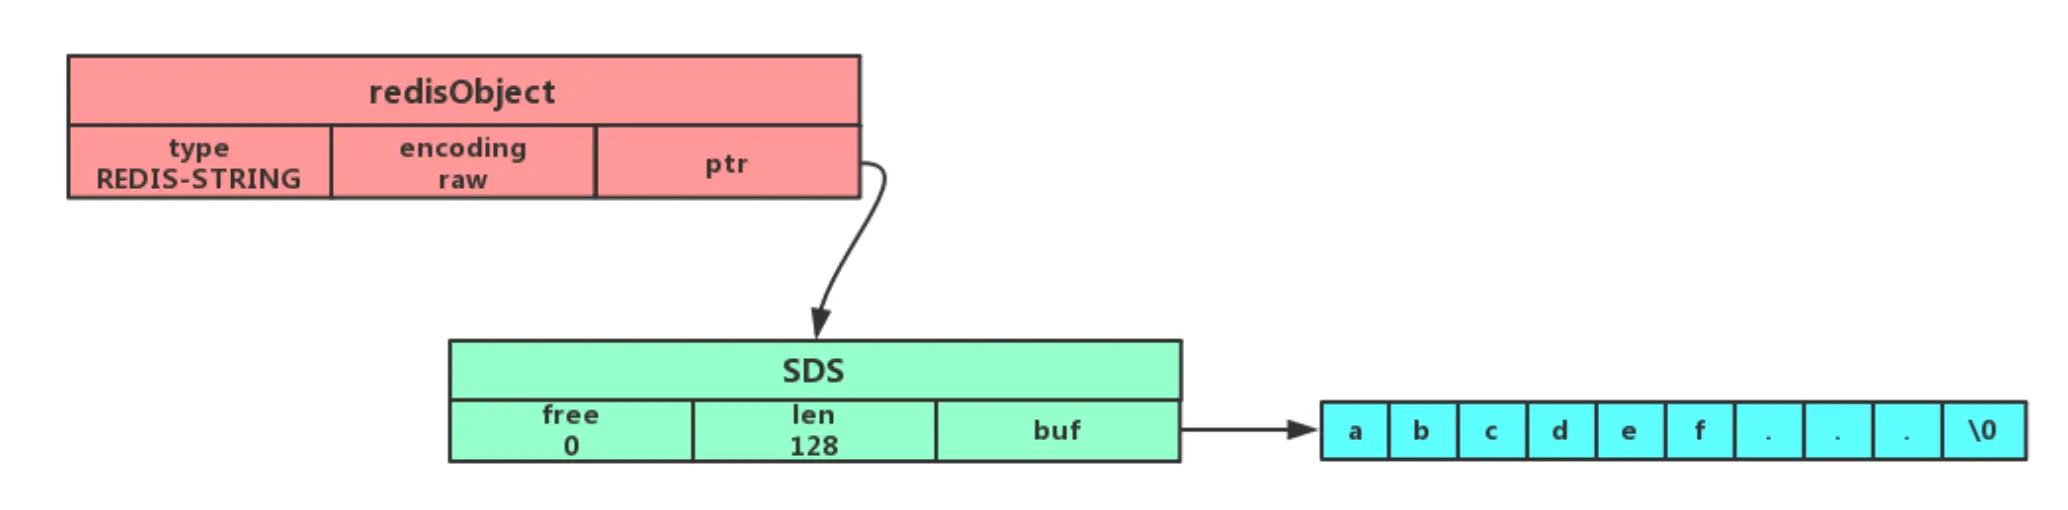 redisObject
type
REDIS-STRING
encoding
raw
ptr
SDS
free
0
len
128
buf
a b c d e f . . . \0